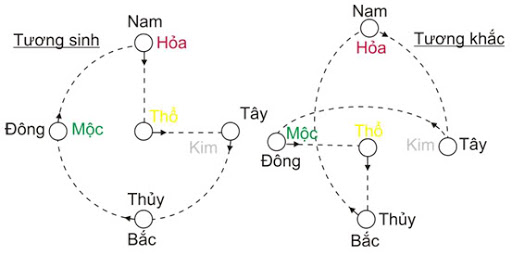 Tương sinh
Nam
Hỏa
Thổ
Tây
Kim
Đông
Mộc
Thủy
Bắc
Nam
Hỏa
Tương khắc
Mộc
Đông
Thổ
Kim
Tây
Thủy
Bắc